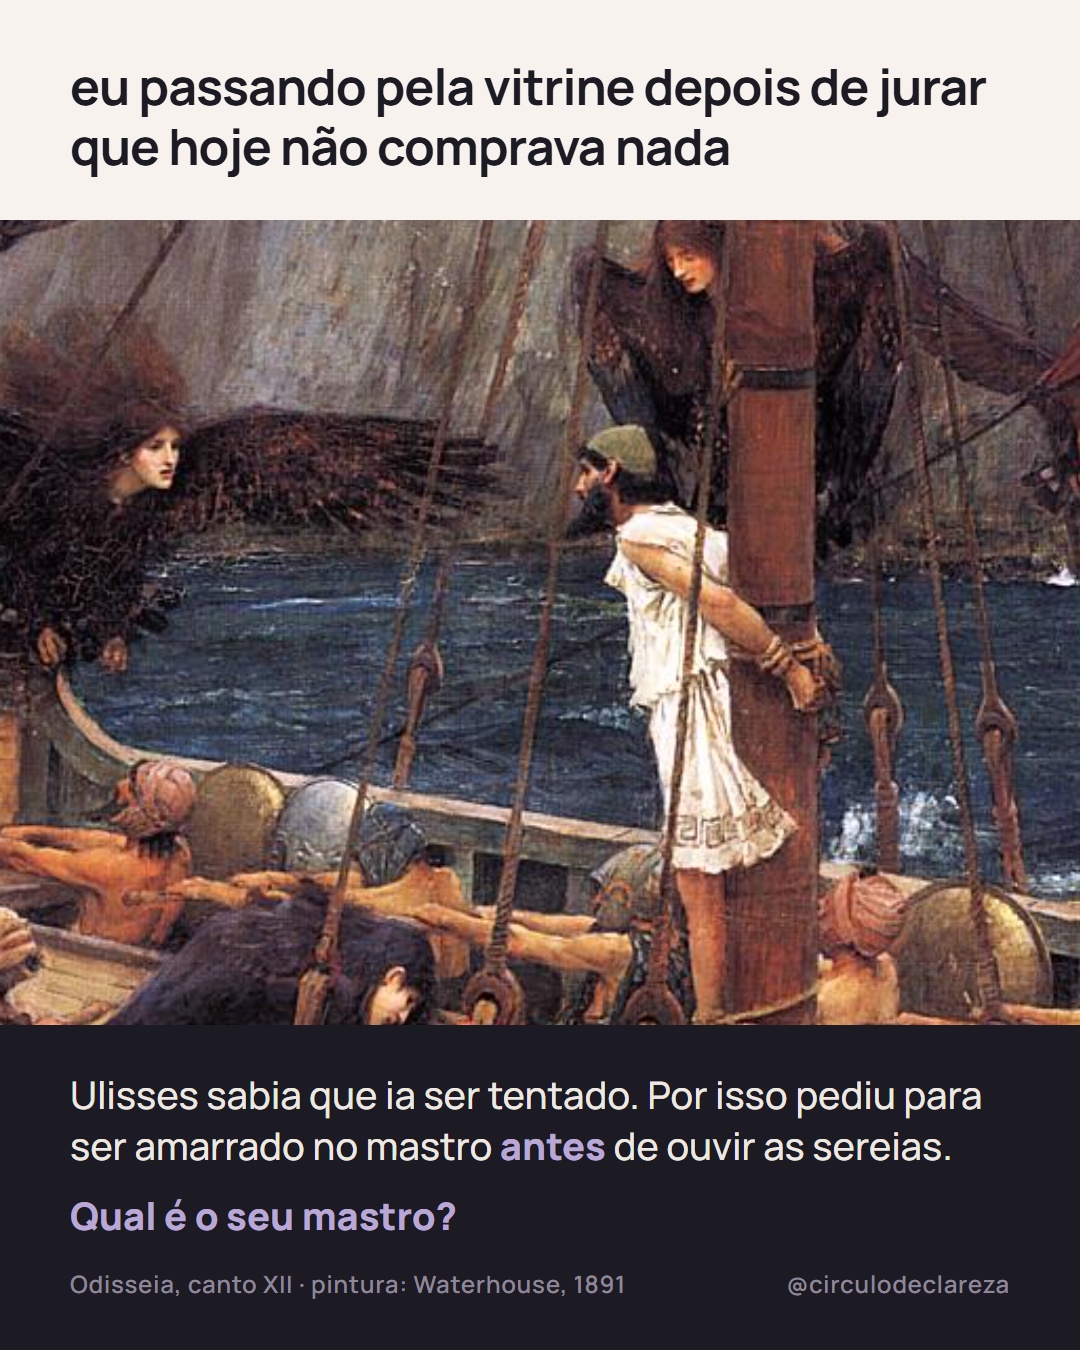 eu passando pela vitrine depois de jurar
que hoje não comprava nada
Ulisses sabia que ia ser tentado. Por isso pediu para
ser amarrado no mastro antes de ouvir as sereias.
Qual é o seu mastro?
Odisseia, canto XII · pintura: Waterhouse, 1891
@circulodeclareza